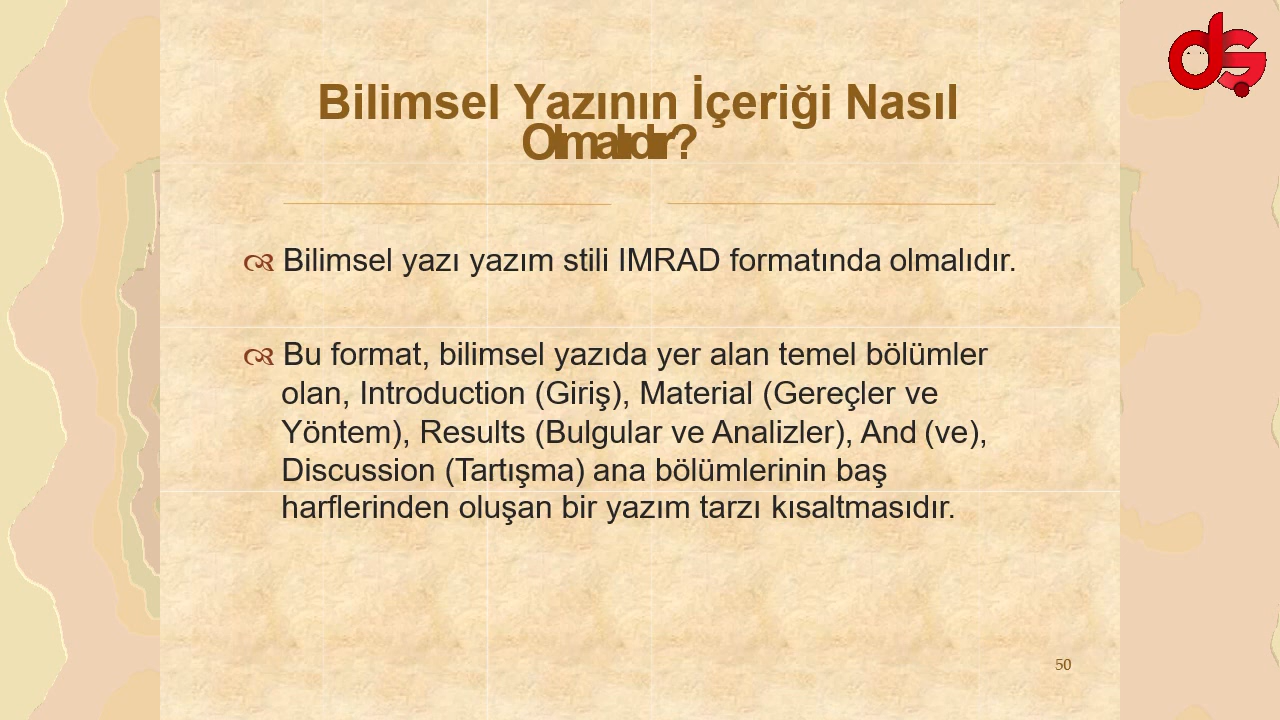 Bilimsel Yazının İçeriği Nasıl
Olmalıdır?
Bilimsel yazı yazım stili IMRAD formatında olmalıdır.
Bu format, bilimsel yazıda yer alan temel bölümler
olan, Introduction (Giriş), Material (Gereçler ve
Yöntem), Results (Bulgular ve Analizler), And (ve),
Discussion (Tartışma) ana bölümlerinin baş
harflerinden oluşan bir yazım tarzı kısaltmasıdır.
50